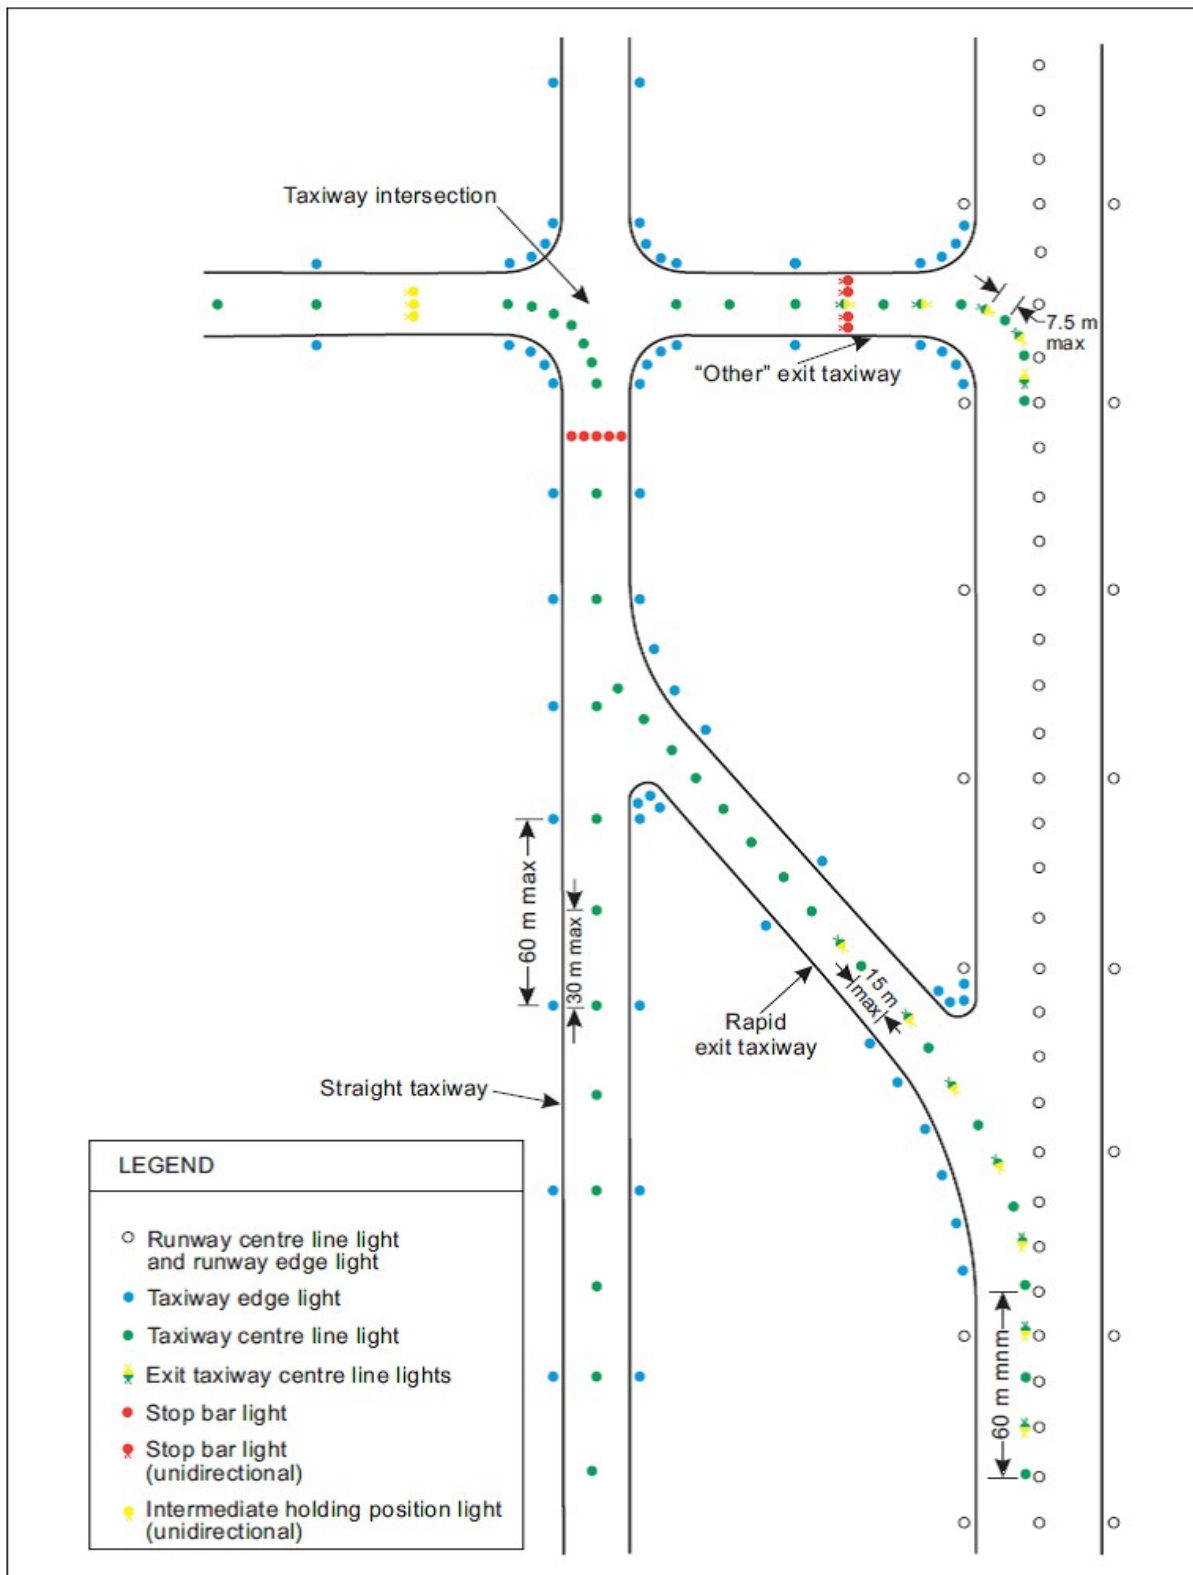 Taxiway intersection
7.5 m
max
“Other” exit taxiway
60 m max
30 m max
15 m
max
Rapid
exit taxiway
Straight taxiway
60 m mnm
LEGEND
Runway centre line light
and runway edge light
Taxiway edge light
Taxiway centre line light
Exit taxiway centre line lights
Stop bar light
Stop bar light
(unidirectional)
Intermediate holding position light
(unidirectional)